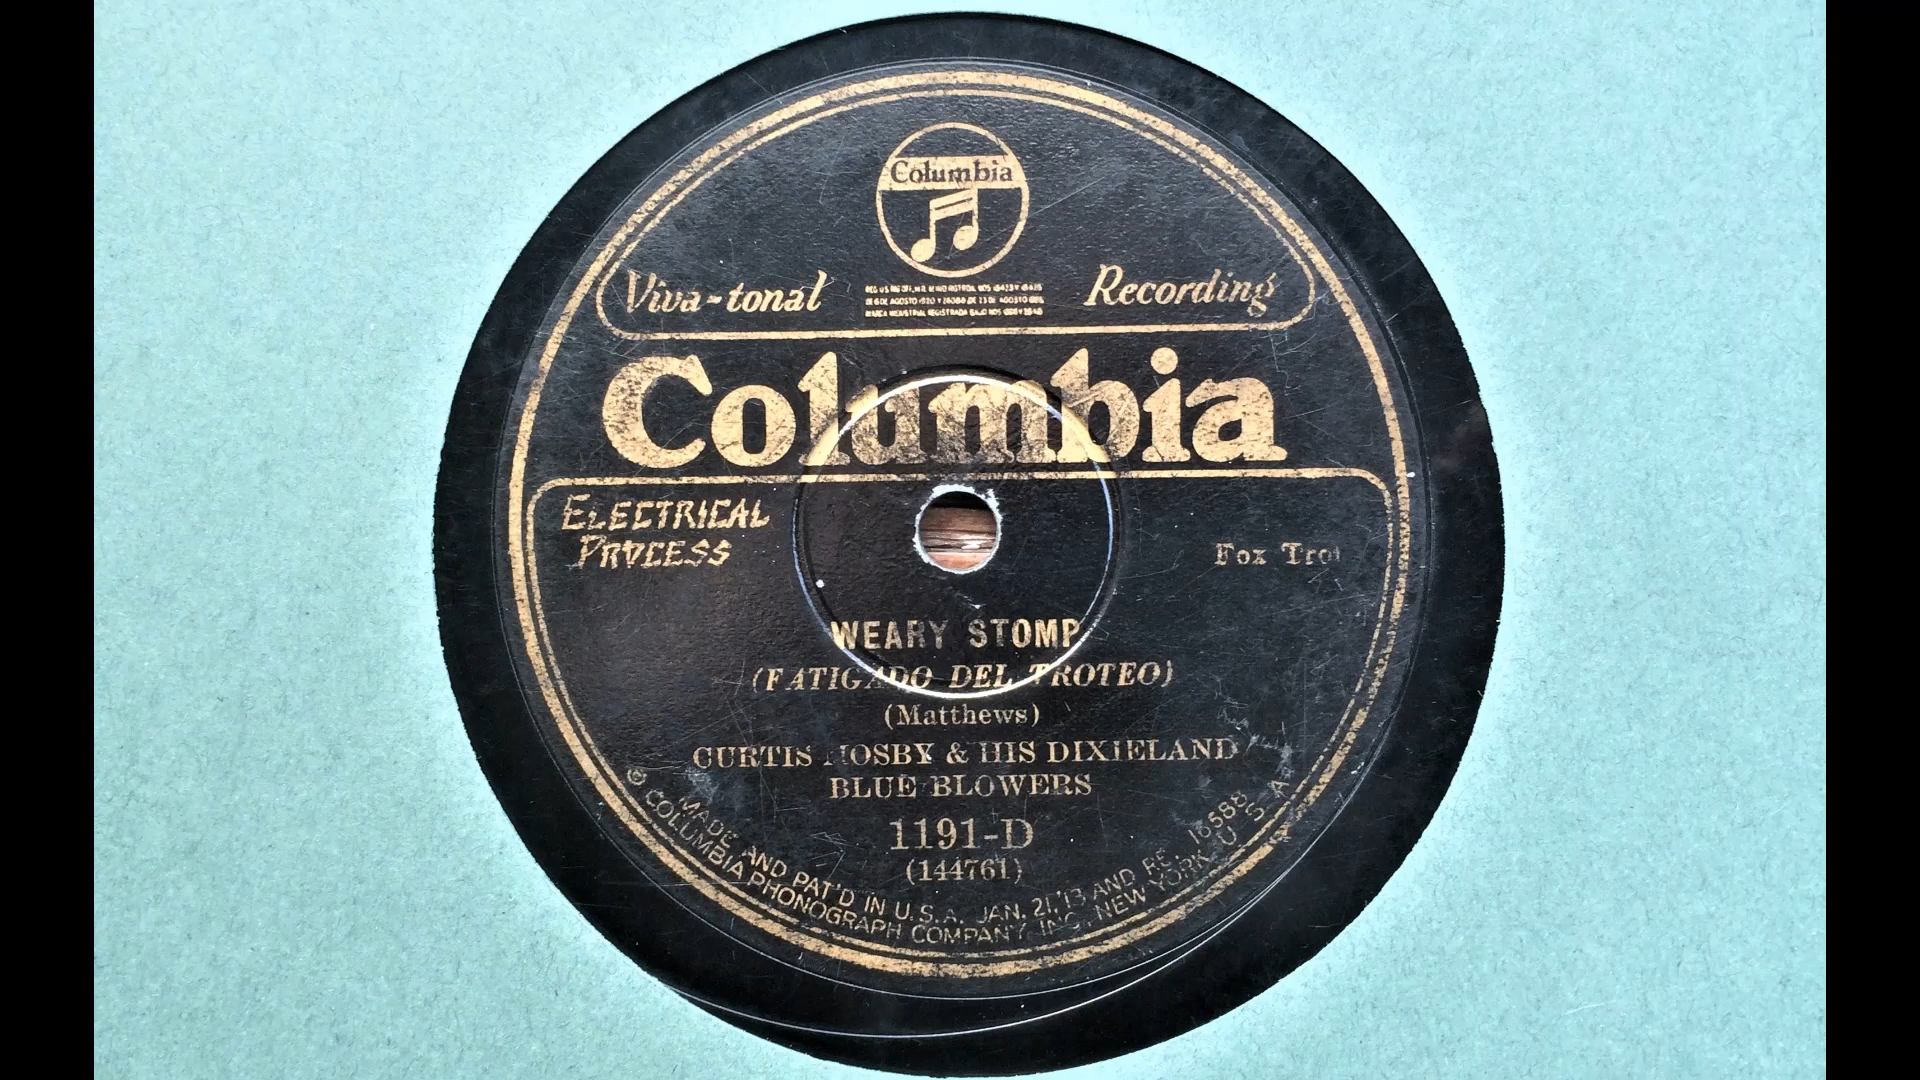 Columbia
Viva-tonal Recording
Columbia
ELECTRICAL
PROCESS
Fox Trot
WEARY STOMP
(FATIGADO DEL TROTEO)
(Matthews)
CURTIS MOSBY & HIS DIXIELAND
BLUE BLOWERS
1191-D
(144761)
MADE AND PAT'D IN U.S.A. JAN. 21,'13 AND RE. 16588
© COLUMBIA PHONOGRAPH COMPANY, INC., NEW YORK U S A